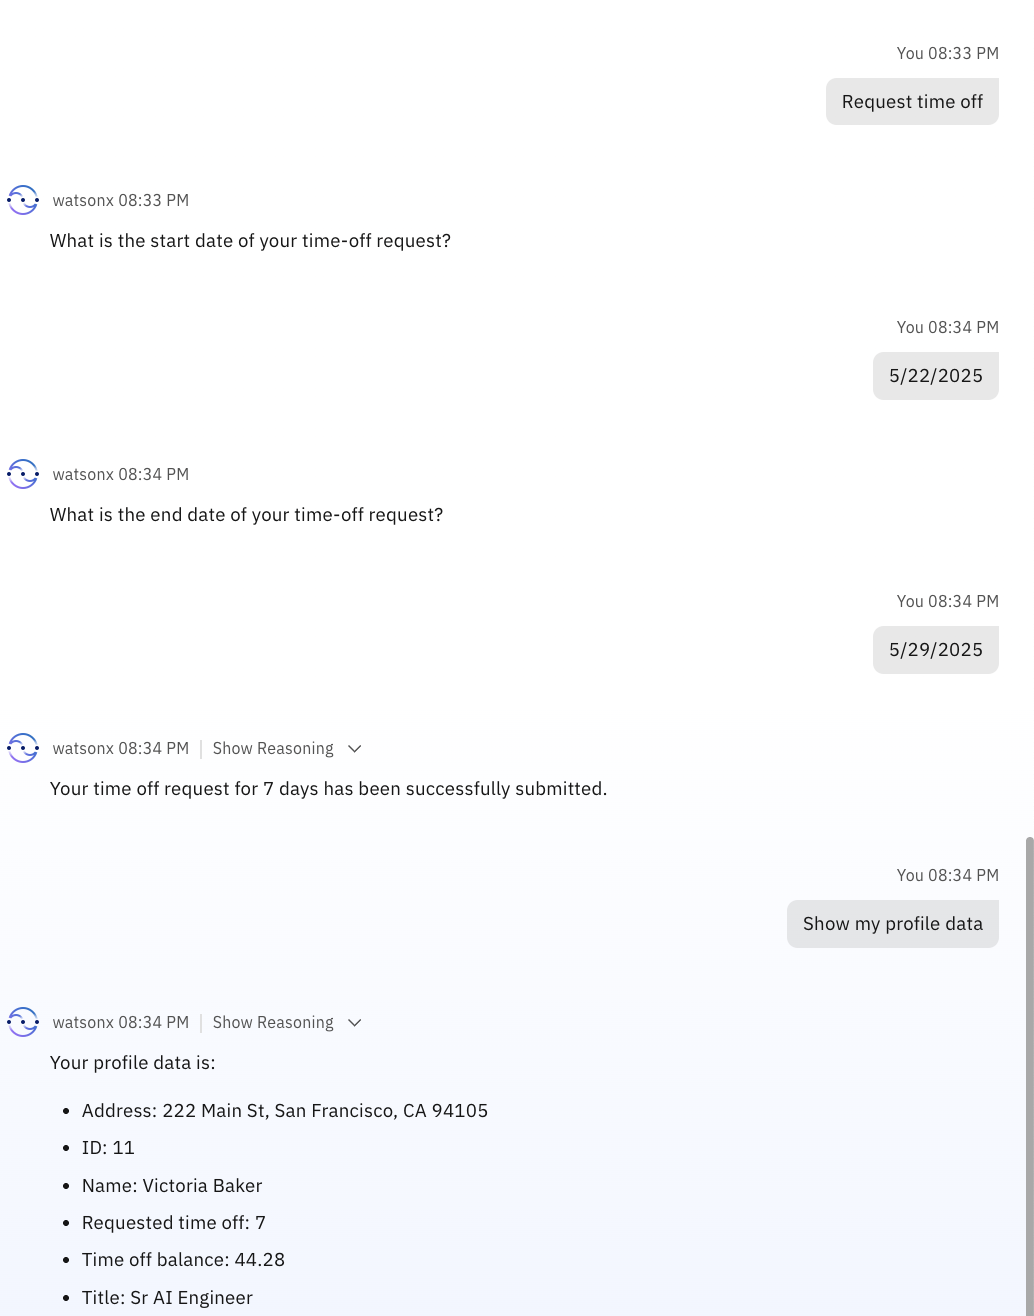 You 08:33 PM
Request time off
watsonx 08:33 PM
What is the start date of your time-off request?
You 08:34 PM
5/22/2025
watsonx 08:34 PM
What is the end date of your time-off request?
You 08:34 PM
5/29/2025
watsonx 08:34 PM | Show Reasoning
Your time off request for 7 days has been successfully submitted.
You 08:34 PM
Show my profile data
watsonx 08:34 PM | Show Reasoning
Your profile data is:
• Address: 222 Main St, San Francisco, CA 94105
• ID: 11
• Name: Victoria Baker
• Requested time off: 7
• Time off balance: 44.28
• Title: Sr AI Engineer